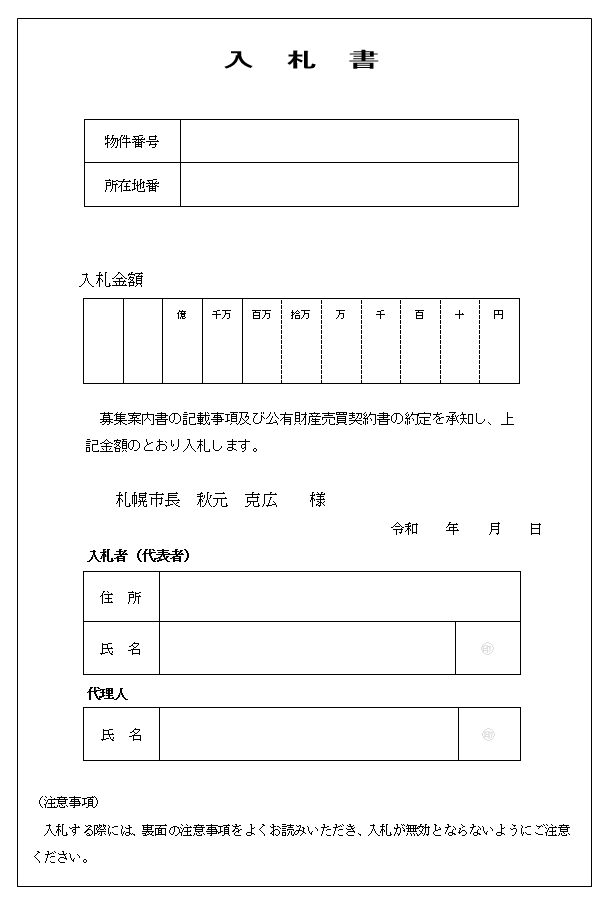 入　札　書
物件番号
所在地番
入札金額
億 千万 百万 拾万 万 千 百 十 円
募集案内書の記載事項及び公有財産売買契約書の約定を承知し、上
記金額のとおり入札します。
札幌市長　秋元　克広　　様
令和　　年　　月　　日
入札者（代表者）
住　所
氏　名 ㊞
代理人
氏　名 ㊞
（注意事項）
入札する際には、裏面の注意事項をよくお読みいただき、入札が無効とならないようにご注意
ください。